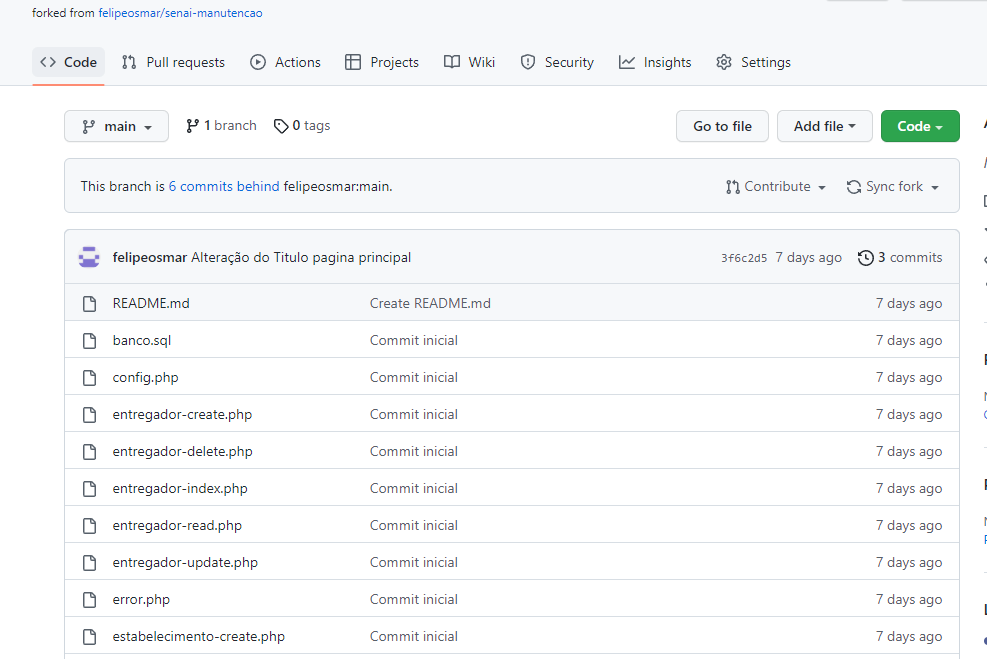 forked from felipeosmar/senai-manutencao
Code Pull requests Actions Projects Wiki Security Insights Settings
main 1 branch 0 tags Go to file Add file Code
This branch is 6 commits behind felipeosmar:main. Contribute Sync fork
felipeosmar Alteração do Titulo pagina principal 3f6c2d5 7 days ago 3 commits
README.md Create README.md 7 days ago
banco.sql Commit inicial 7 days ago
config.php Commit inicial 7 days ago
entregador-create.php Commit inicial 7 days ago
entregador-delete.php Commit inicial 7 days ago
entregador-index.php Commit inicial 7 days ago
entregador-read.php Commit inicial 7 days ago
entregador-update.php Commit inicial 7 days ago
error.php Commit inicial 7 days ago
estabelecimento-create.php Commit inicial 7 days ago